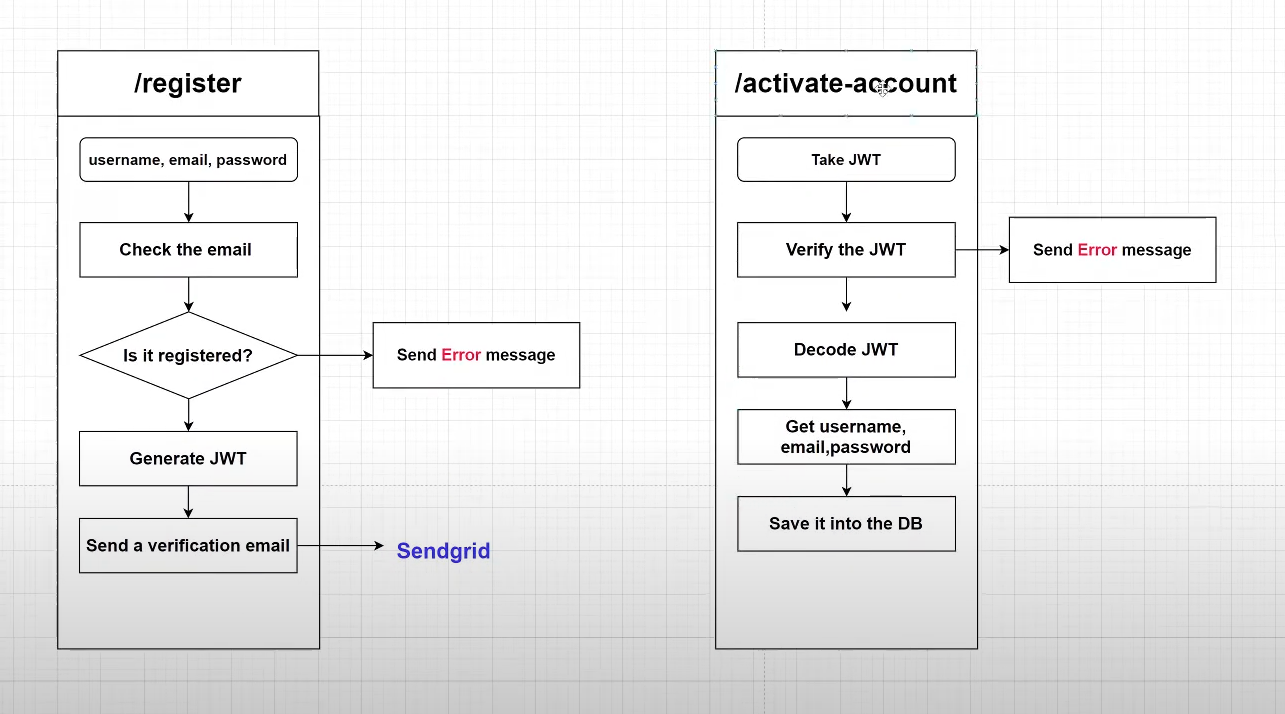 /register
username, email, password
Check the email
Is it registered?
Send Error message
Generate JWT
Send a verification email
Sendgrid
/activate-account
Take JWT
Verify the JWT
Send Error message
Decode JWT
Get username,
email,password
Save it into the DB